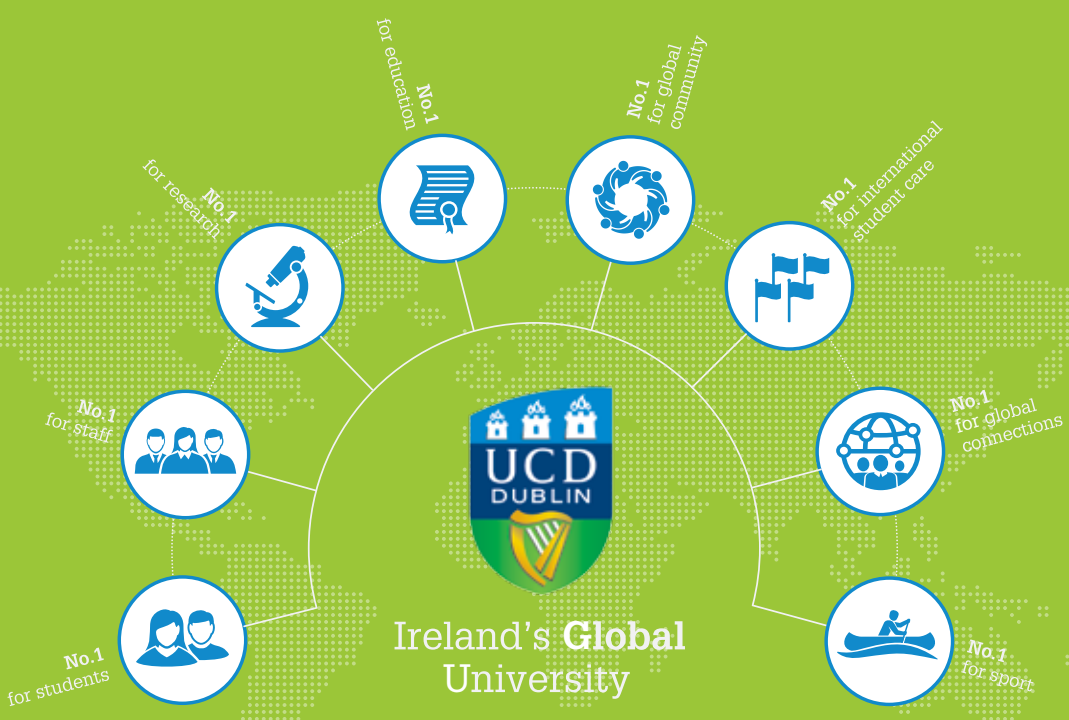 No.1
for students
No.1
for staff
No.1
for research
No.1
for education
No.1
for global
community
No.1
for international
student care
No.1
for global
connections
No.1
for sport
UCD
DUBLIN
Ireland's Global
University